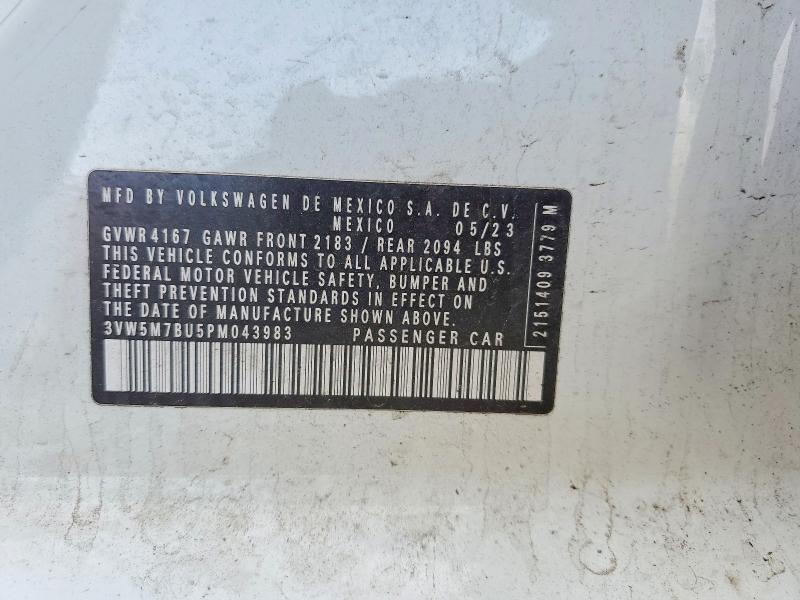 MFD BY VOLKSWAGEN DE MEXICO S.A. DE C.V.
MEXICO 05/23
GVWR 4167 GAWR FRONT 2183 / REAR 2094 LBS
THIS VEHICLE CONFORMS TO ALL APPLICABLE U.S.
FEDERAL MOTOR VEHICLE SAFETY, BUMPER AND
THEFT PREVENTION STANDARDS IN EFFECT ON
THE DATE OF MANUFACTURE SHOWN ABOVE.
3VW5M7BU5PM043983 PASSENGER CAR
2151409 3779 M